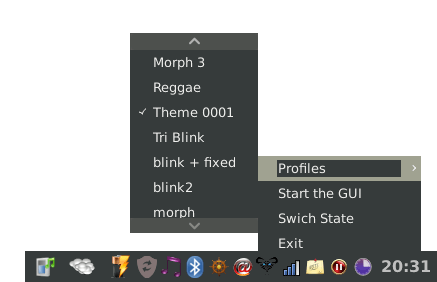 Morph 3
Reggae
Theme 0001
Tri Blink
blink + fixed
blink2
morph
Profiles
Start the GUI
Swich State
Exit
20:31